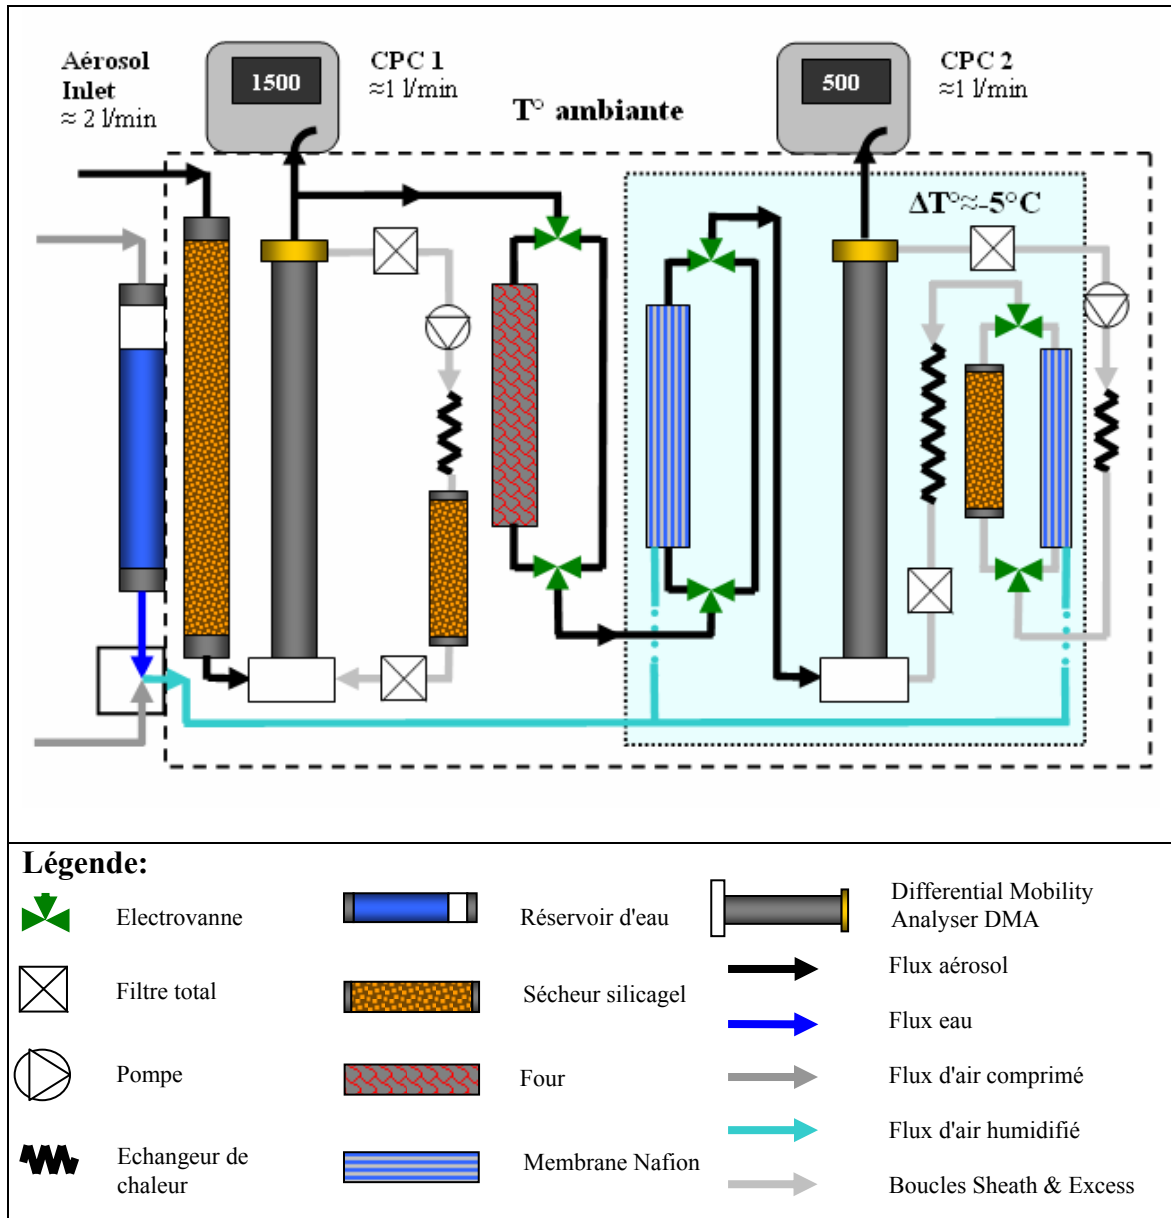 Aérosol
Inlet
≈ 2 l/min
1500
CPC 1
≈1 l/min
T° ambiante
500
CPC 2
≈1 l/min
ΔT°≈-5°C
Légende:
Electrovanne
Réservoir d'eau
Differential Mobility
Analyser DMA
Filtre total
Sécheur silicagel
Flux aérosol
Flux eau
Pompe
Four
Flux d'air comprimé
Flux d'air humidifié
Echangeur de
chaleur
Membrane Nafion
Boucles Sheath & Excess